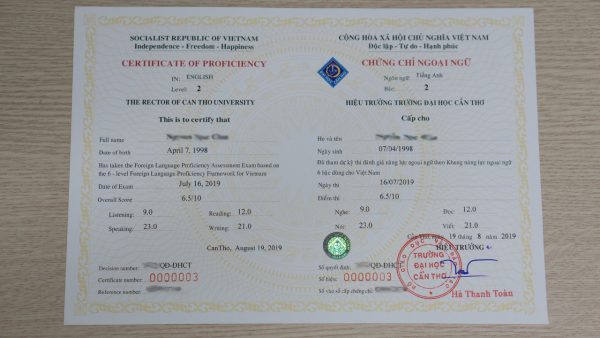 SOCIALIST REPUBLIC OF VIETNAM
Independence - Freedom - Happiness
CERTIFICATE OF PROFICIENCY
IN: ENGLISH
Level: 2
THE RECTOR OF CAN THO UNIVERSITY
This is to certify that
Full name
Date of birth April 7, 1998
Has taken the Foreign Language Proficiency Assessment Exam based on
the 6 - level Foreign Language Proficiency Framework for Vietnam
Date of Exam July 16, 2019
Overall Score 6.5/10
Listening: 9.0 Reading: 12.0
Speaking: 23.0 Writing: 21.0
CanTho, August 19, 2019
Decision number: QĐ-ĐHCT
Certificate number: 0000003
Reference number:
CỘNG HÒA XÃ HỘI CHỦ NGHĨA VIỆT NAM
Độc lập - Tự do - Hạnh phúc
CHỨNG CHỈ NGOẠI NGỮ
Ngôn ngữ: Tiếng Anh
Bậc: 2
HIỆU TRƯỞNG TRƯỜNG ĐẠI HỌC CẦN THƠ
Cấp cho
Họ và tên
Ngày sinh 07/04/1998
Đã tham dự kỳ thi đánh giá năng lực ngoại ngữ theo Khung năng lực ngoại ngữ
6 bậc dùng cho Việt Nam
Ngày thi 16/07/2019
Điểm thi 6.5/10
Nghe: 9.0 Đọc: 12.0
Nói: 23.0 Viết: 21.0
Cần Thơ, ngày 19 tháng 8 năm 2019
HIỆU TRƯỞNG
Số quyết định: QĐ-ĐHCT
Số hiệu: 0000003
Số vào sổ cấp chứng chỉ:
TRƯỜNG
ĐẠI HỌC
CẦN THƠ
Hà Thanh Toàn